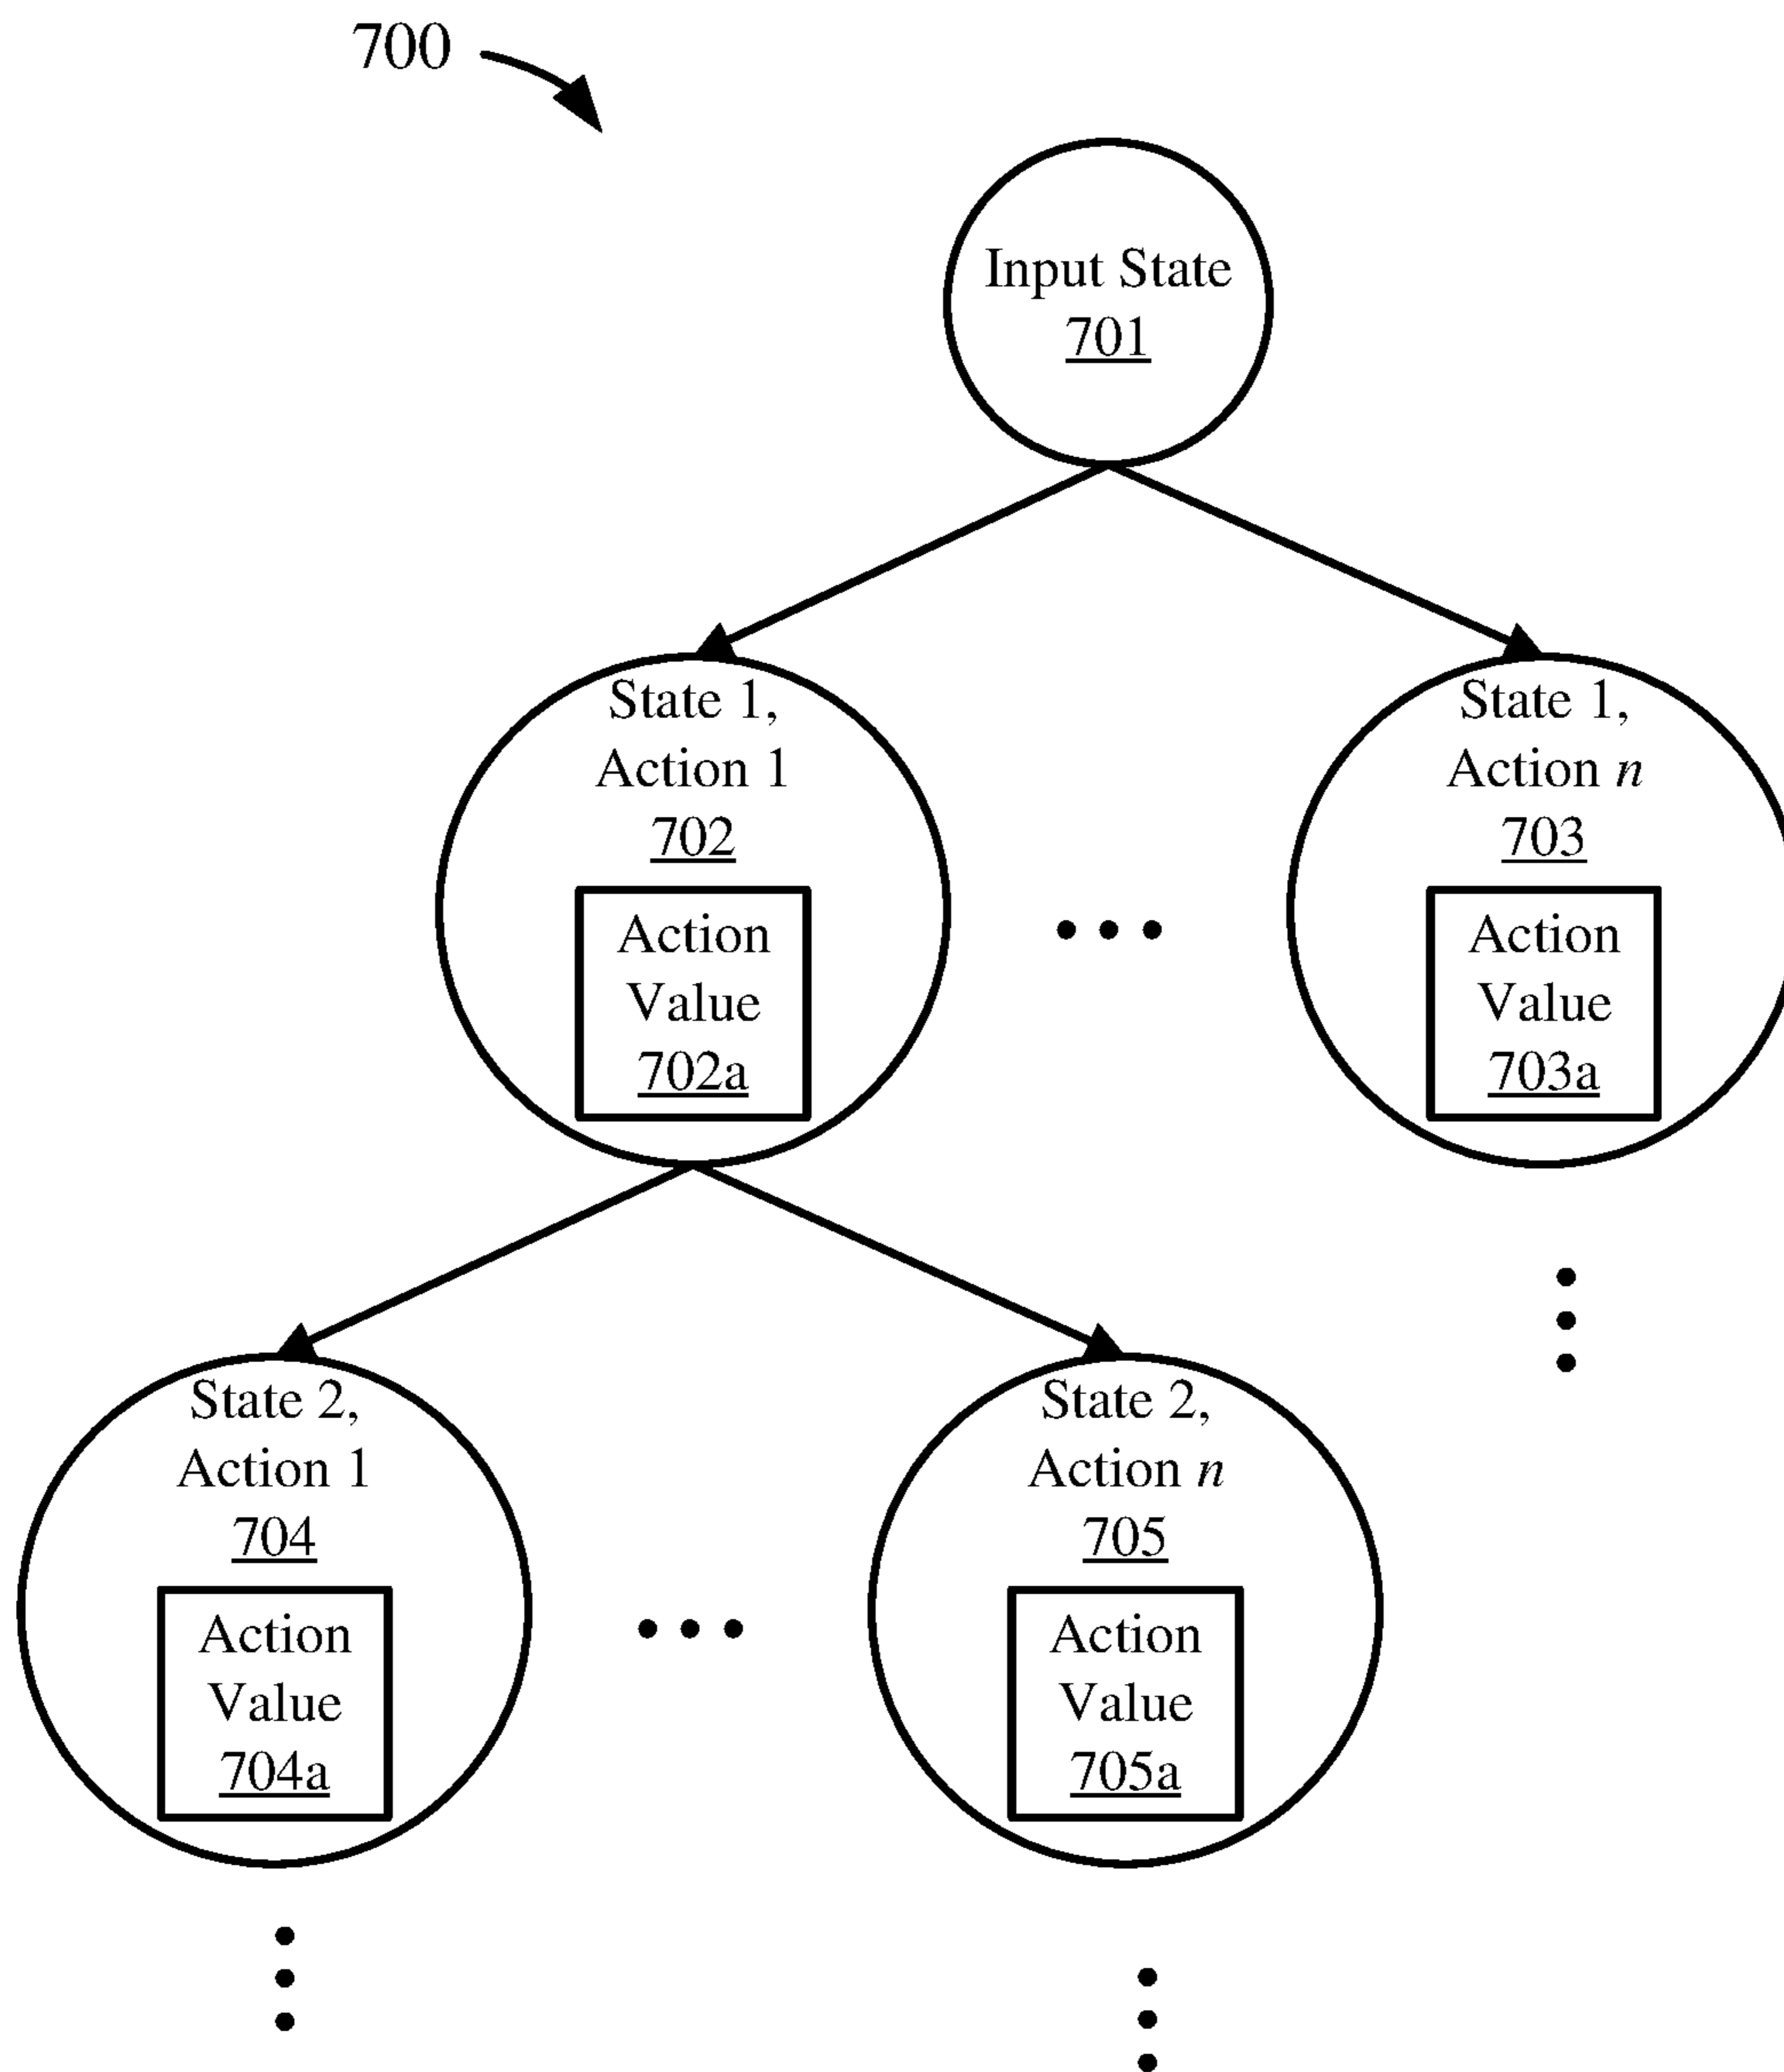 700
Input State
701
State 1,
Action 1
702
Action
Value
702a
State 1,
Action n
703
Action
Value
703a
State 2,
Action 1
704
Action
Value
704a
State 2,
Action n
705
Action
Value
705a